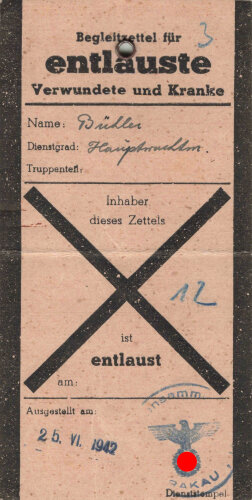 3
Begleitzettel für
entlauste
Verwundete und Kranke
Name: Bühler
Dienstgrad: Hauptwachtm.
Truppenteil:
Inhaber
dieses Zettels
12
ist
entlaust
am:
Ausgestellt am:
25. VI. 1942
KRAKAU
Dienststempel